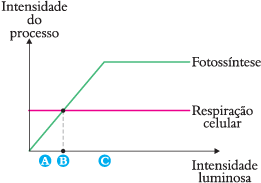 Intensidade
do
processo
Fotossíntese
Respiração
celular
A B C
Intensidade
luminosa